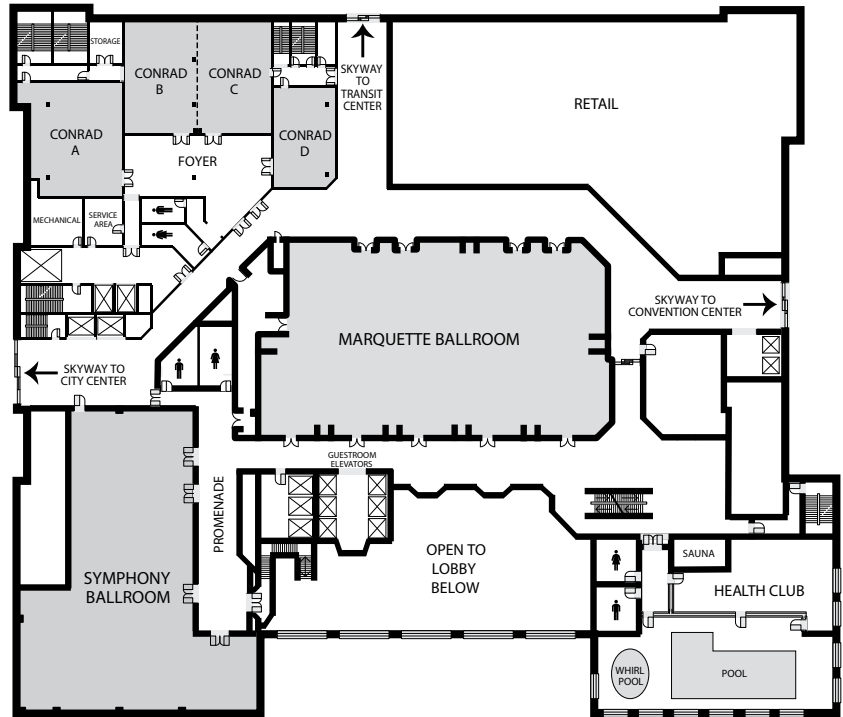 STORAGE
CONRAD
B
CONRAD
C
SKYWAY
TO
TRANSIT
CENTER
RETAIL
CONRAD
A
CONRAD
D
FOYER
MECHANICAL
SERVICE
AREA
SKYWAY TO
CONVENTION CENTER
MARQUETTE BALLROOM
SKYWAY TO
CITY CENTER
GUESTROOM
ELEVATORS
PROMENADE
SYMPHONY
BALLROOM
OPEN TO
LOBBY
BELOW
SAUNA
HEALTH CLUB
WHIRL
POOL
POOL